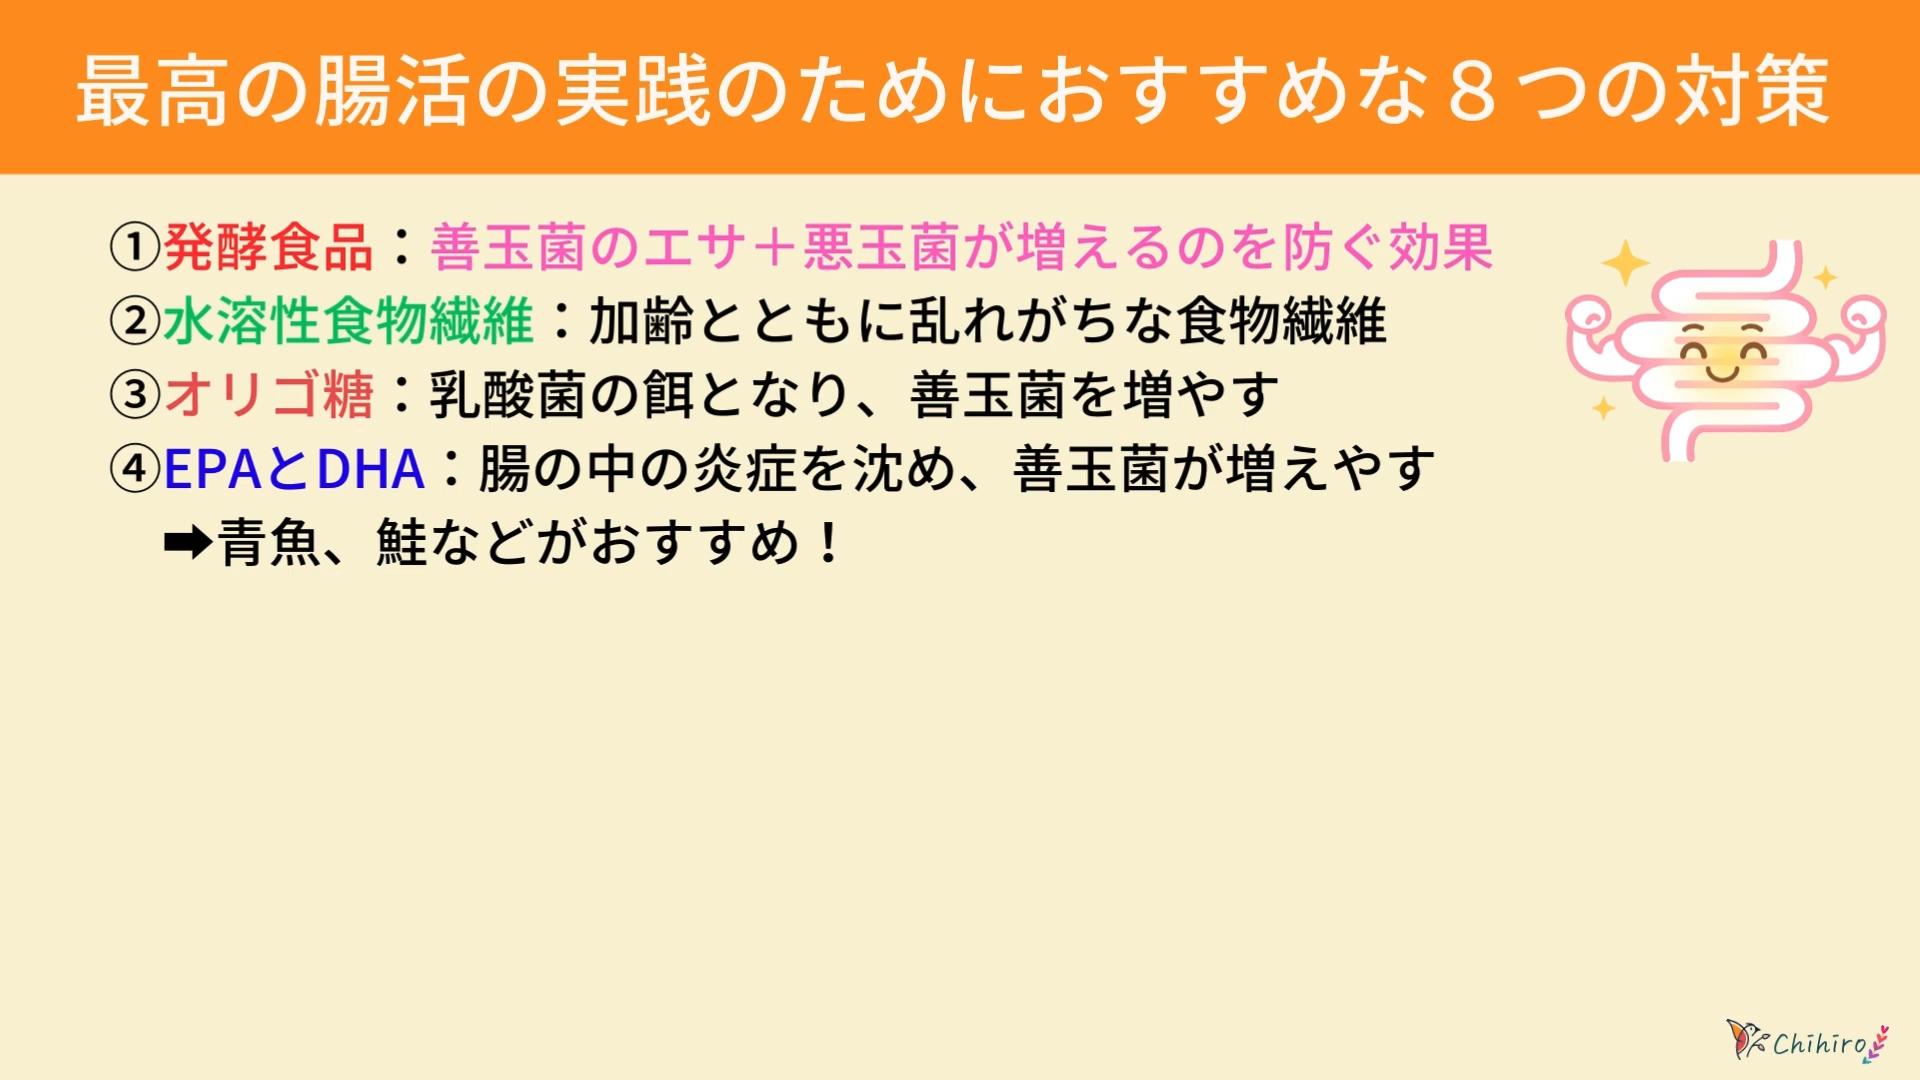 最高の腸活の実践のためにおすすめな８つの対策
①発酵食品：善玉菌のエサ＋悪玉菌が増えるのを防ぐ効果
②水溶性食物繊維：加齢とともに乱れがちな食物繊維
③オリゴ糖：乳酸菌の餌となり、善玉菌を増やす
④EPAとDHA：腸の中の炎症を沈め、善玉菌が増えやす
➡青魚、鮭などがおすすめ！
Chihiro